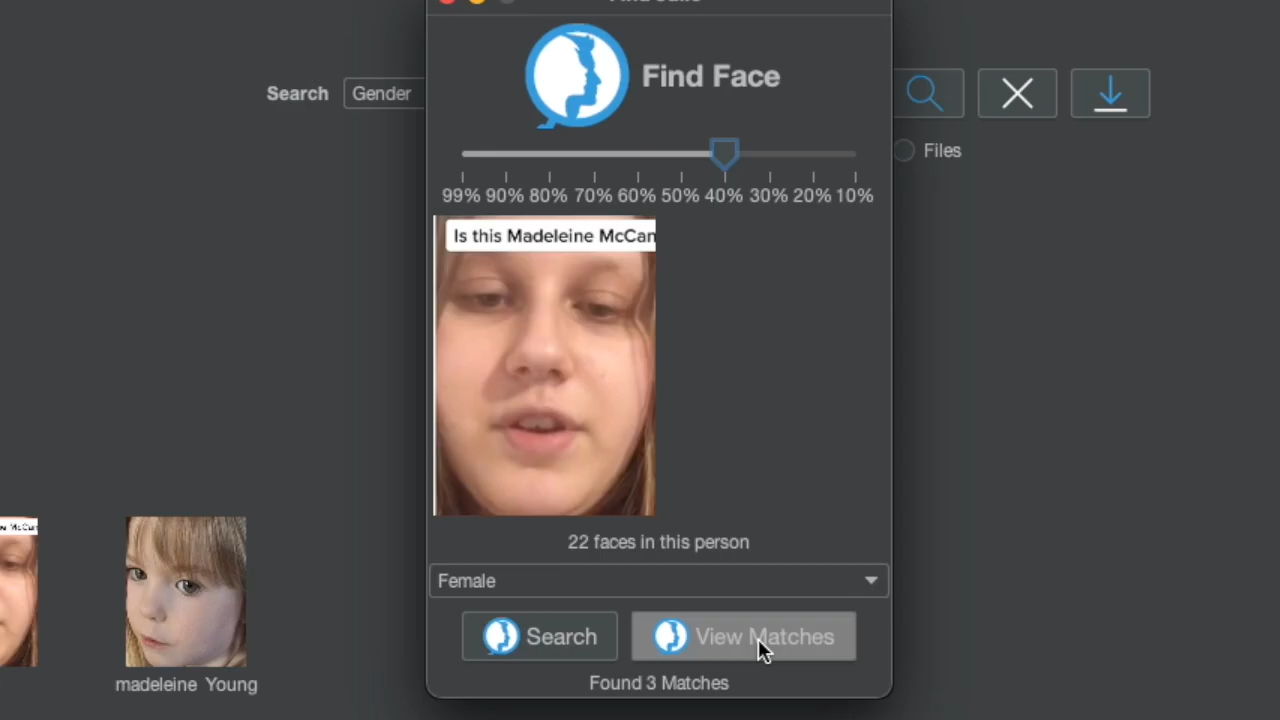 Find Face
Search
Gender
Files
99% 90% 80% 70% 60% 50% 40% 30% 20% 10%
Is this Madeleine McCan
22 faces in this person
Female
Search
View Matches
Found 3 Matches
McCan
madeleine Young